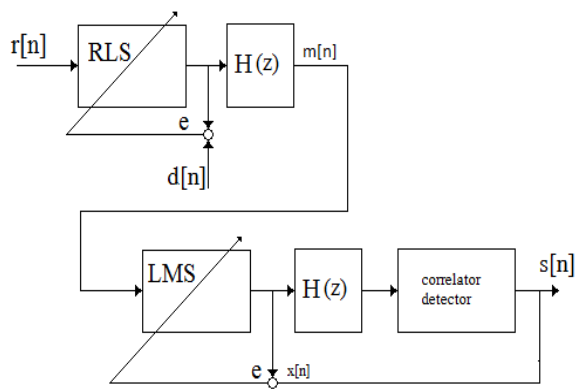 r[n]
RLS
H(z)
m[n]
e
d[n]
LMS
H(z)
correlator
detector
s[n]
e
x[n]